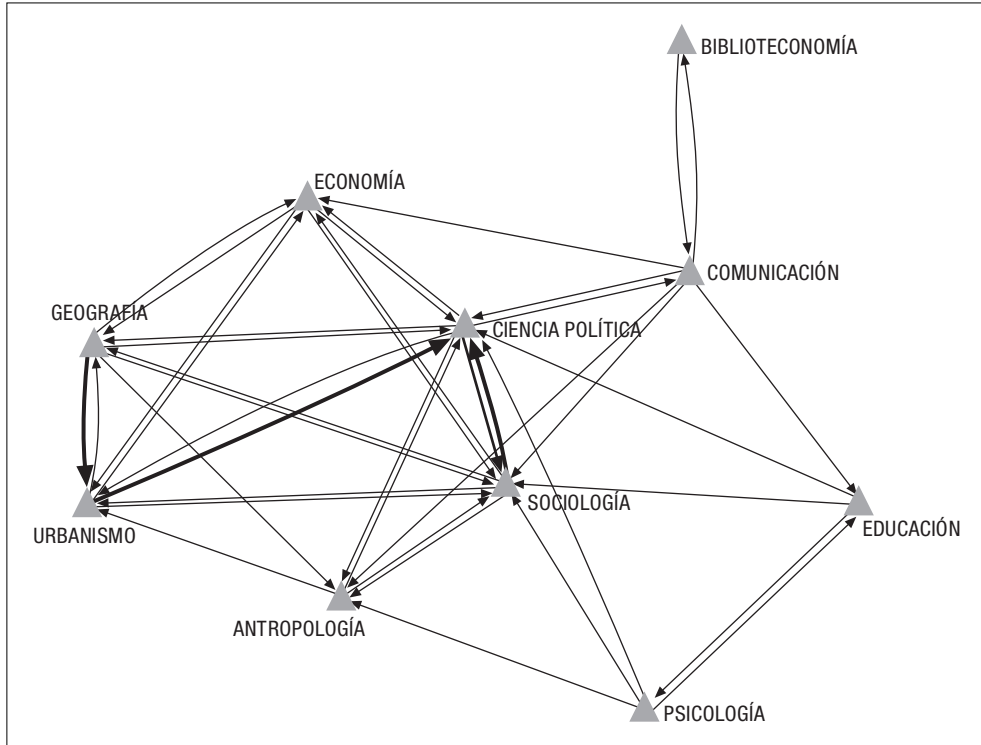 BIBLIOTECONOMÍA
ECONOMÍA
COMUNICACIÓN
GEOGRAFIA
CIENCIA POLÍTICA
SOCIOLOGÍA
URBANISMO
EDUCACIÓN
ANTROPOLOGÍA
PSICOLOGÍA